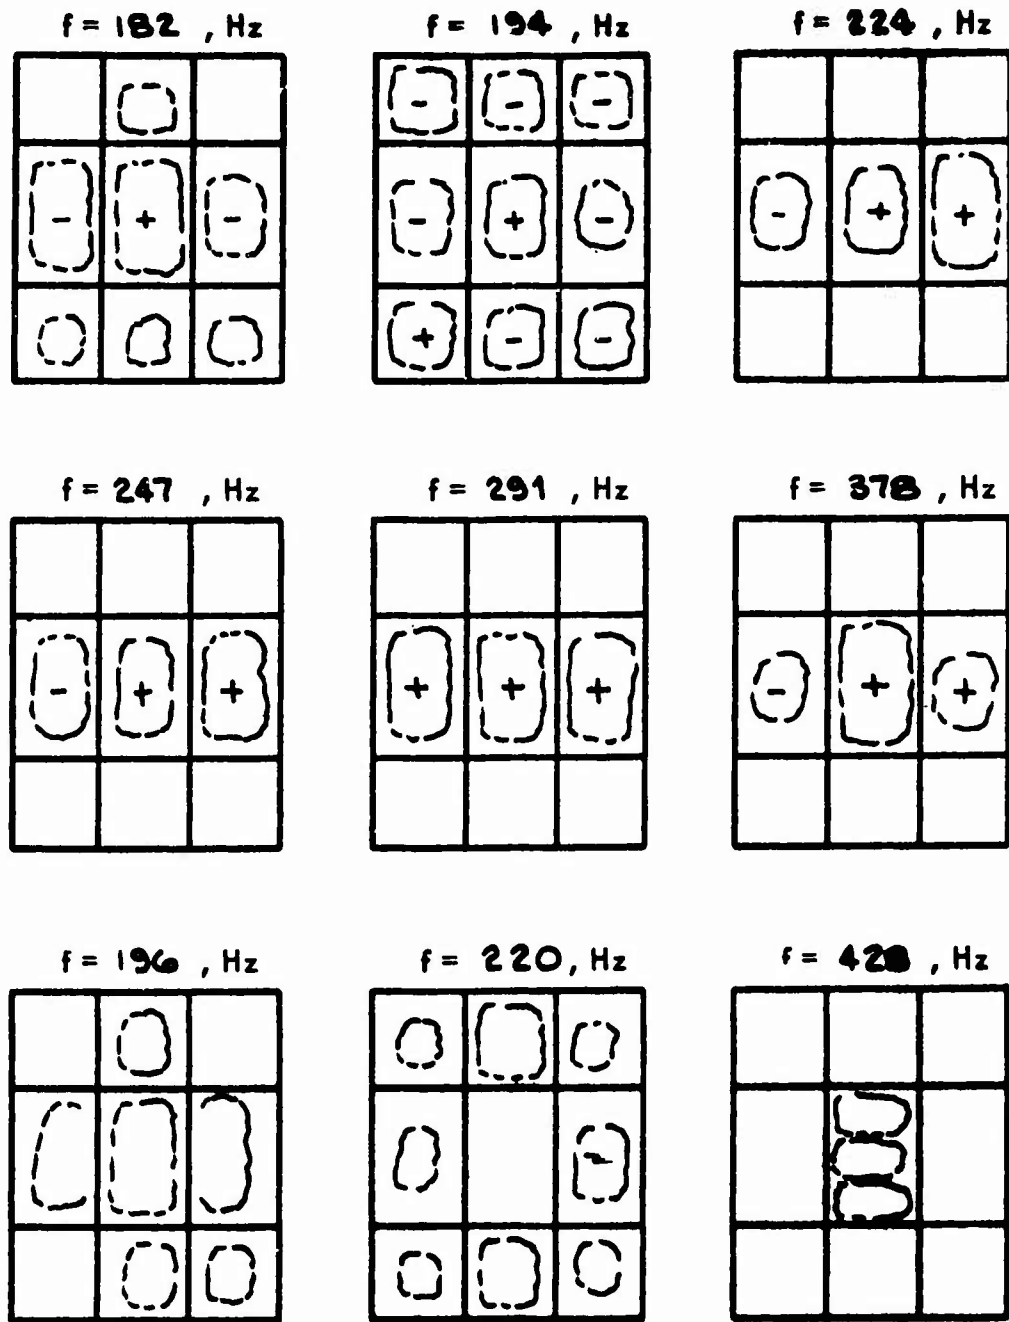 f = 182 , Hz
f = 194 , Hz
f = 224 , Hz
-
-
-
-
+
-
-
+
-
-
+
+
+
-
-
f = 247 , Hz
f = 291 , Hz
f = 378 , Hz
-
+
+
+
+
+
-
+
+
f = 196 , Hz
f = 220 , Hz
f = 428 , Hz
-